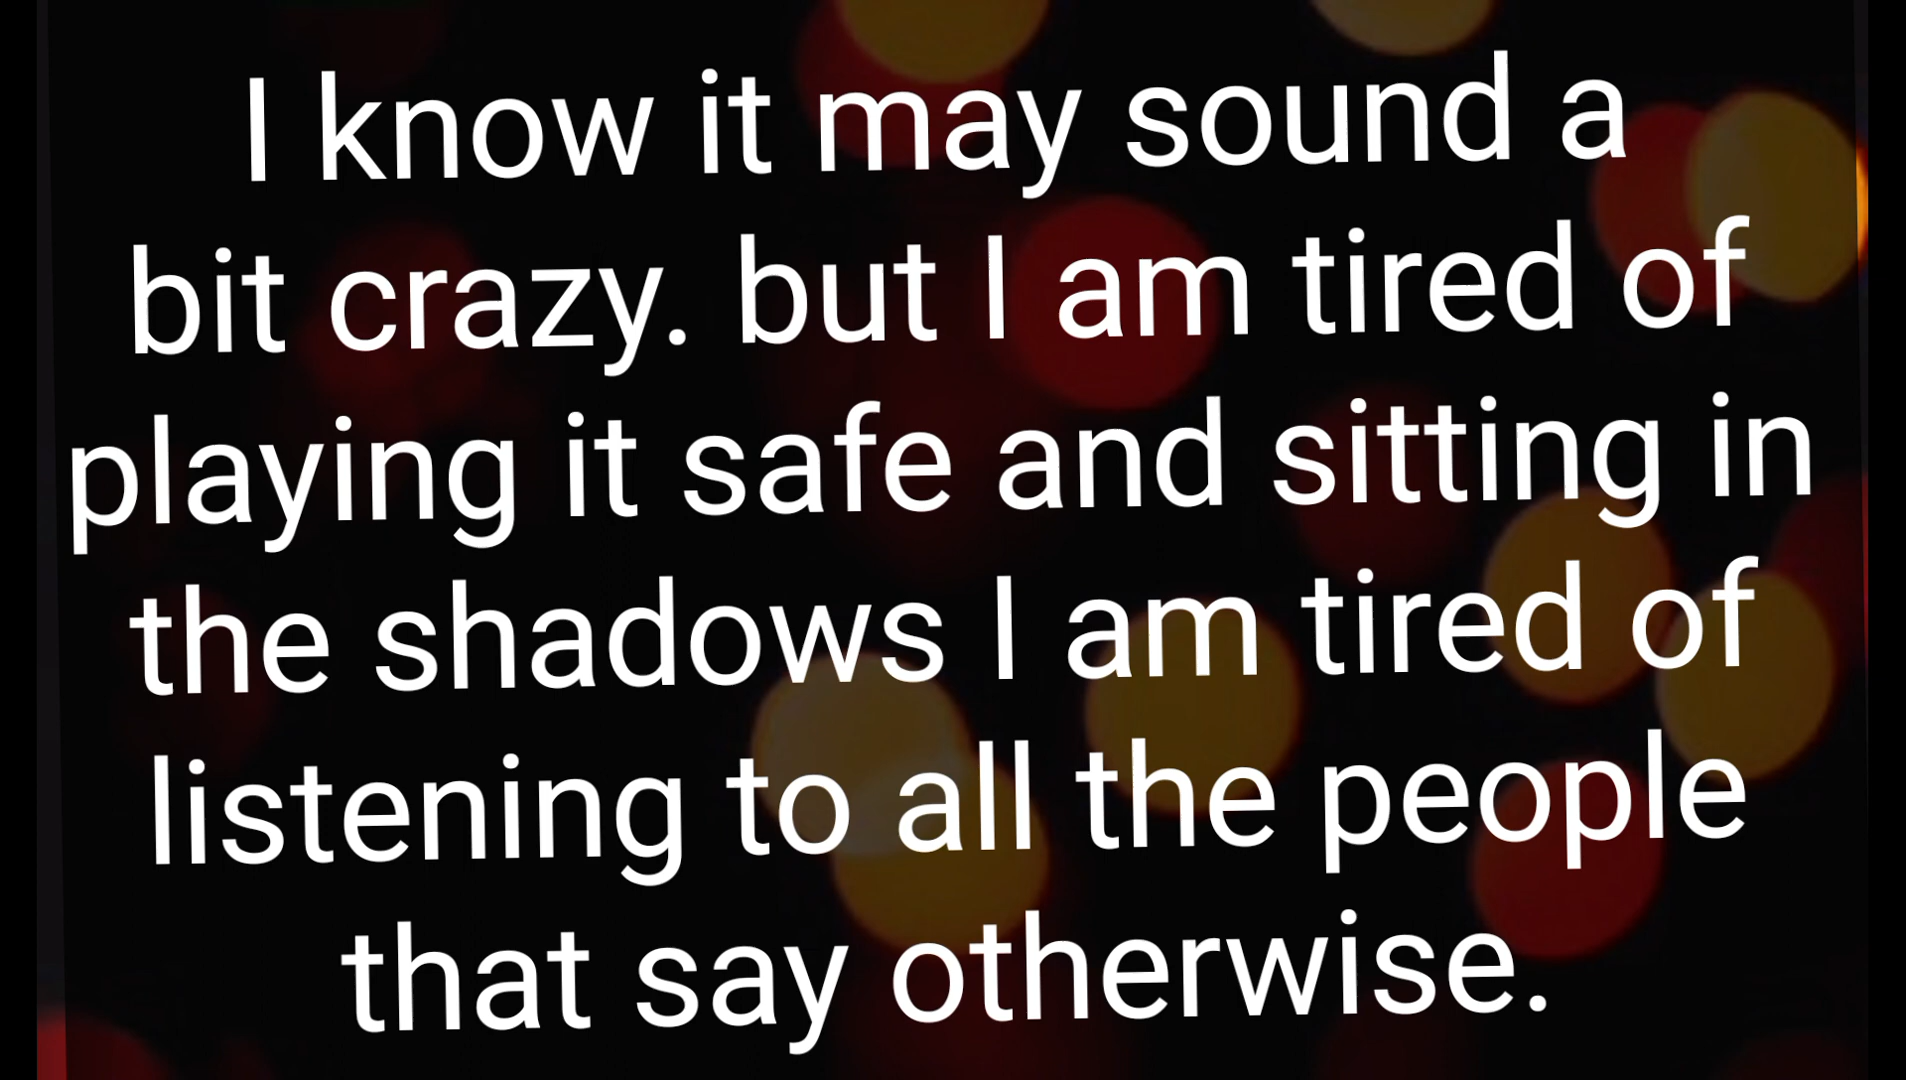 I know it may sound a
bit crazy. but I am tired of
playing it safe and sitting in
the shadows I am tired of
listening to all the people
that say otherwise.